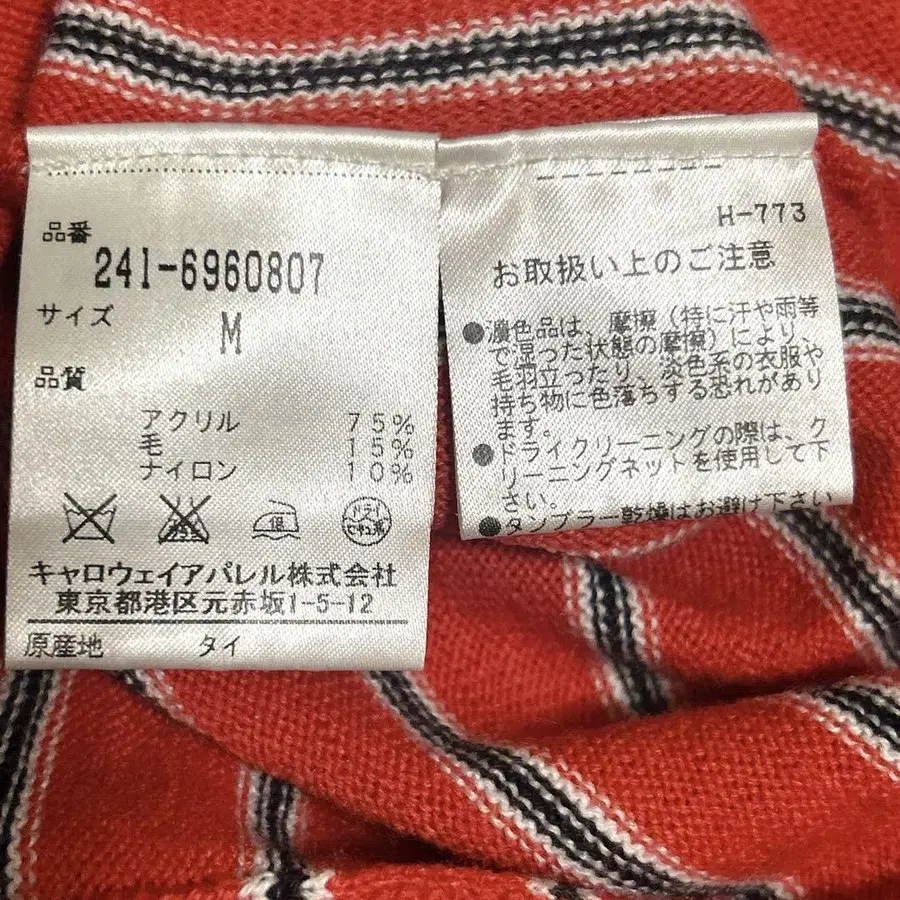 品番
241-6960807
サイズ
M
品質
アクリル 75%
毛 15%
ナイロン 10%
低
ドライ
キャロウェイアパレル株式会社
東京都港区元赤坂1-5-12
原産地 タイ
H-773
お取扱い上のご注意
●濃色品は、摩擦(特に汗や雨等
で湿った状態の摩擦)により、
毛羽立ったり、淡色系の衣服や
持ち物に色落ちする恐れがあり
ます。
●ドライクリーニングの際は、ク
リーニングネットを使用して下
さい。
●タンブラー乾燥はお避け下さい